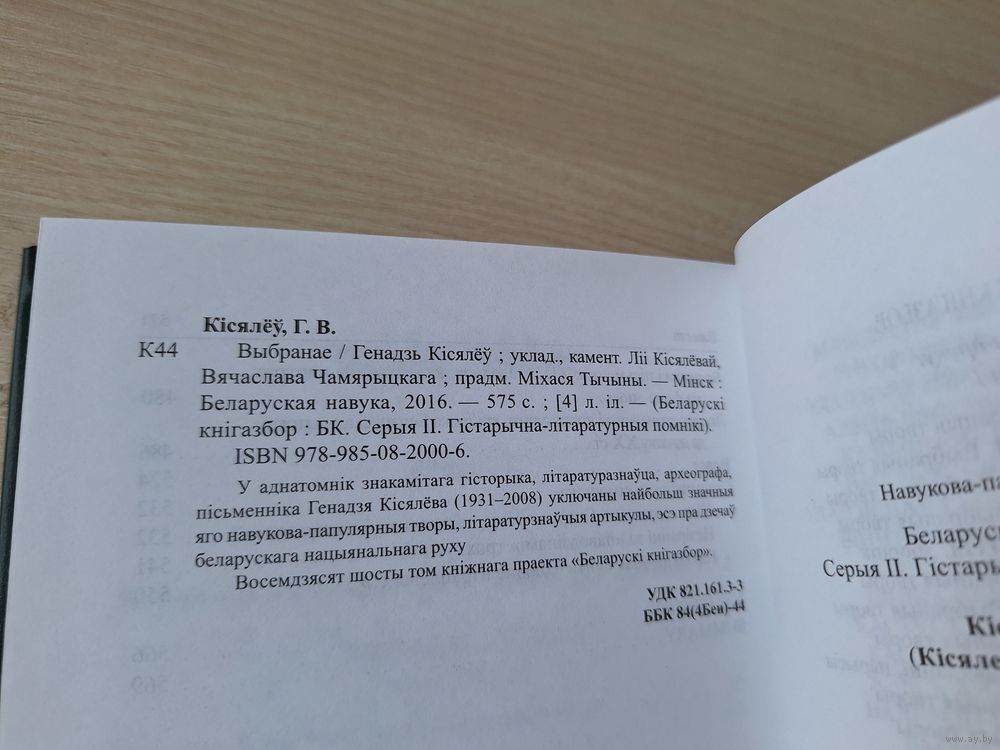 Кісялёў, Г. В.
К44 Выбранае / Генадзь Кісялёў ; уклад., камент. Ліі Кісялёвай,
Вячаслава Чамярыцкага ; прадм. Міхася Тычыны. — Мінск :
Беларуская навука, 2016. — 575 с. ; [4] л. іл. — (Беларускі
кнігазбор : БК. Серыя II. Гістарычна-літаратурныя помнікі).
ISBN 978-985-08-2000-6.
У аднатомнік знакамітага гісторыка, літаратуразнаўца, археографа,
пісьменніка Генадзя Кісялёва (1931–2008) уключаны найбольш значныя
яго навукова-папулярныя творы, літаратурзнаўчыя артыкулы, эсэ пра дзеячаў
беларускага нацыянальнага руху
Восемдзясят шосты том кніжнага праекта «Беларускі кнігазбор».
УДК 821.161.3-3
ББК 84(4Беи)-44
Навукова-па
Беларус
Серыя II. Гістары
Кі
(Кісяле
www.ay.by